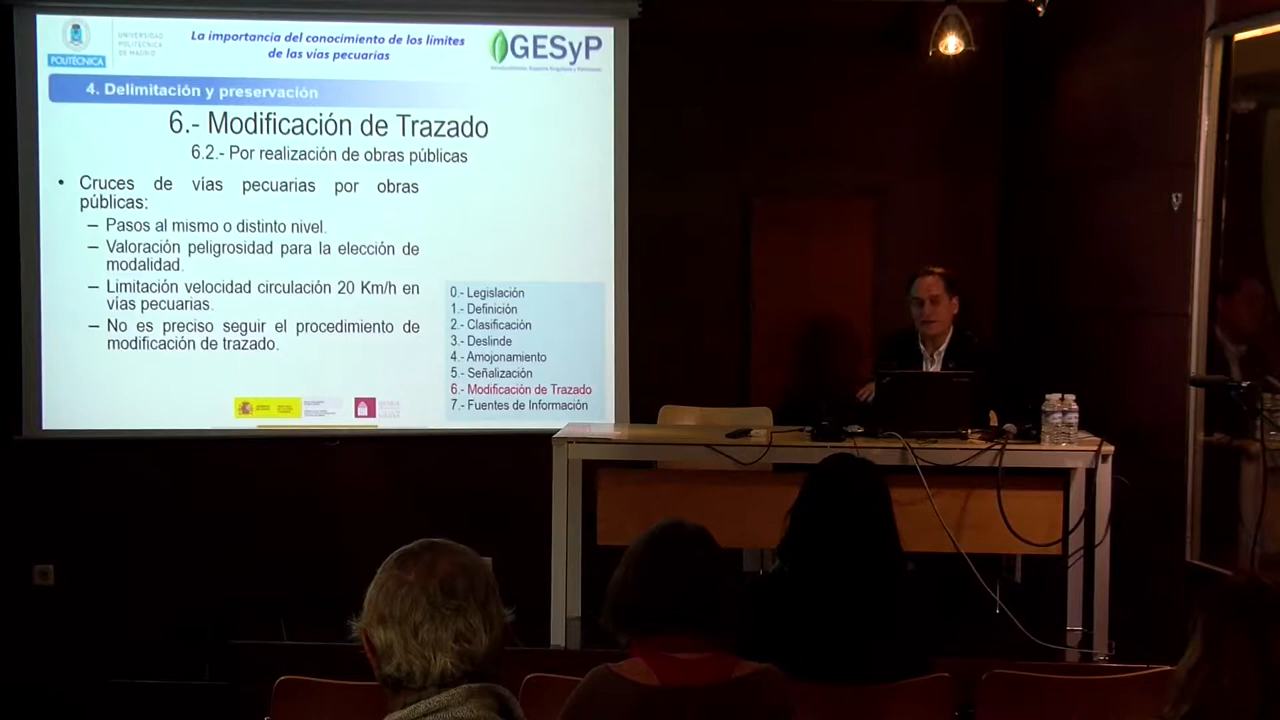 UNIVERSIDAD
POLITÉCNICA
DE MADRID
POLITÉCNICA
La importancia del conocimiento de los límites
de las vías pecuarias
GESyP
4. Delimitación y preservación
6.- Modificación de Trazado
6.2.- Por realización de obras públicas
• Cruces de vías pecuarias por obras
públicas:
– Pasos al mismo o distinto nivel.
– Valoración peligrosidad para la elección de
modalidad.
– Limitación velocidad circulación 20 Km/h en
vías pecuarias.
– No es preciso seguir el procedimiento de
modificación de trazado.
0.- Legislación
1.- Definición
2.- Clasificación
3.- Deslinde
4.- Amojonamiento
5.- Señalización
6.- Modificación de Trazado
7.- Fuentes de Información